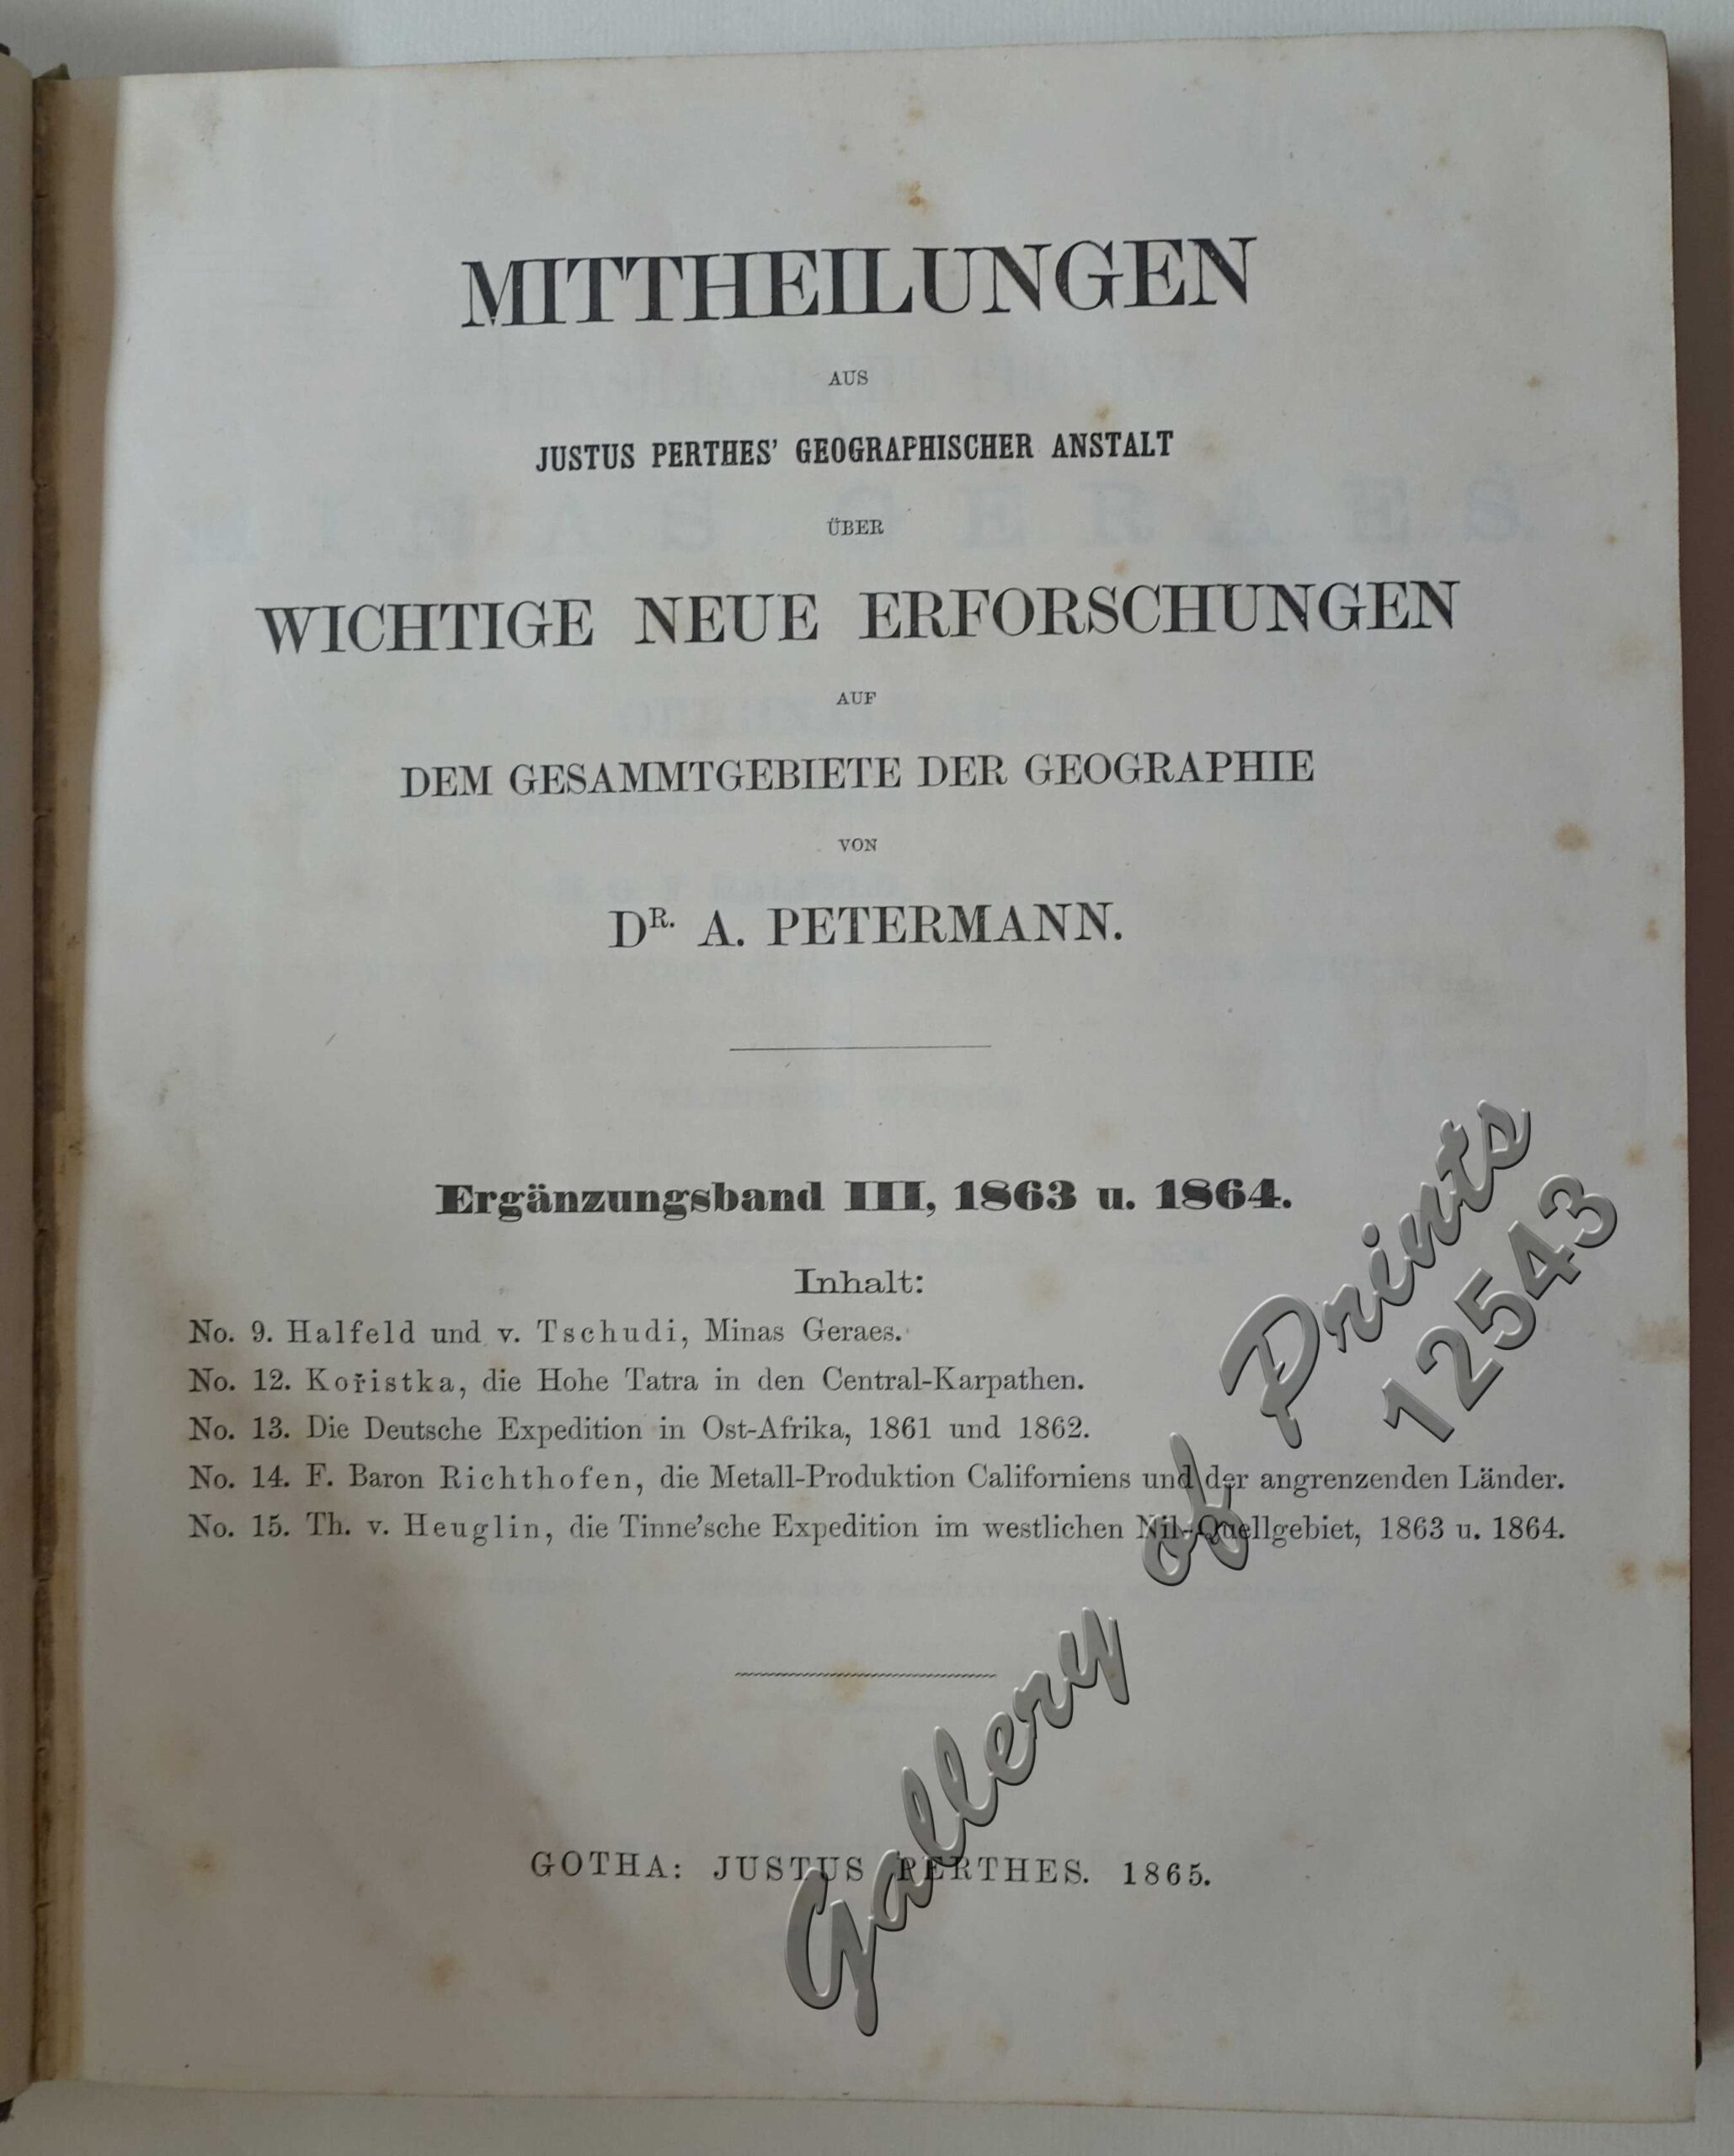 MITTHEILUNGEN
AUS
JUSTUS PERTHES' GEOGRAPHISCHER ANSTALT
ÜBER
WICHTIGE NEUE ERFORSCHUNGEN
AUF
DEM GESAMMTGEBIETE DER GEOGRAPHIE
VON
DR. A. PETERMANN.
Ergänzungsband III, 1863 u. 1864.
Inhalt:
No. 9. Halfeld und v. Tschudi, Minas Geraes.
No. 12. Kořistka, die Hohe Tatra in den Central-Karpathen.
No. 13. Die Deutsche Expedition in Ost-Afrika, 1861 und 1862.
No. 14. F. Baron Richthofen, die Metall-Produktion Californiens und der angrenzenden Länder.
No. 15. Th. v. Heuglin, die Tinne'sche Expedition im westlichen Nil-Quellgebiet, 1863 u. 1864.
GOTHA: JUSTUS PERTHES. 1865.
Gallery of Prints
12543